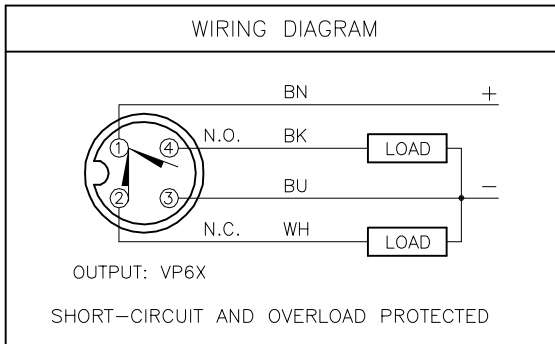 WIRING DIAGRAM
BN +
1 N.O. 4 BK LOAD
BU −
2 3
N.C. WH LOAD
OUTPUT: VP6X
SHORT-CIRCUIT AND OVERLOAD PROTECTED